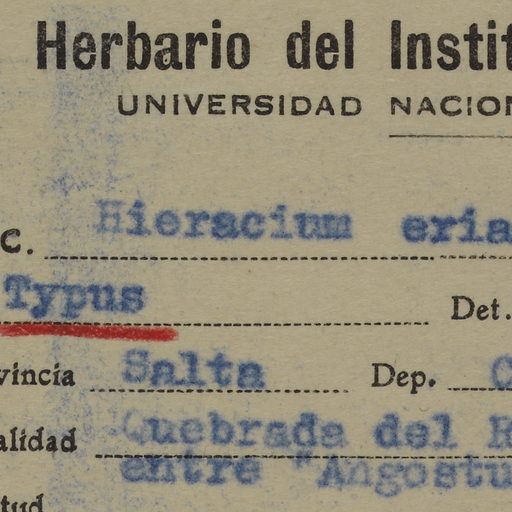 Herbario del Instit
UNIVERSIDAD NACION
C. Hieracium eria
Typus Det.
vincia Salta Dep. C
alidad Quebrada del R
entre "Angostu
tud